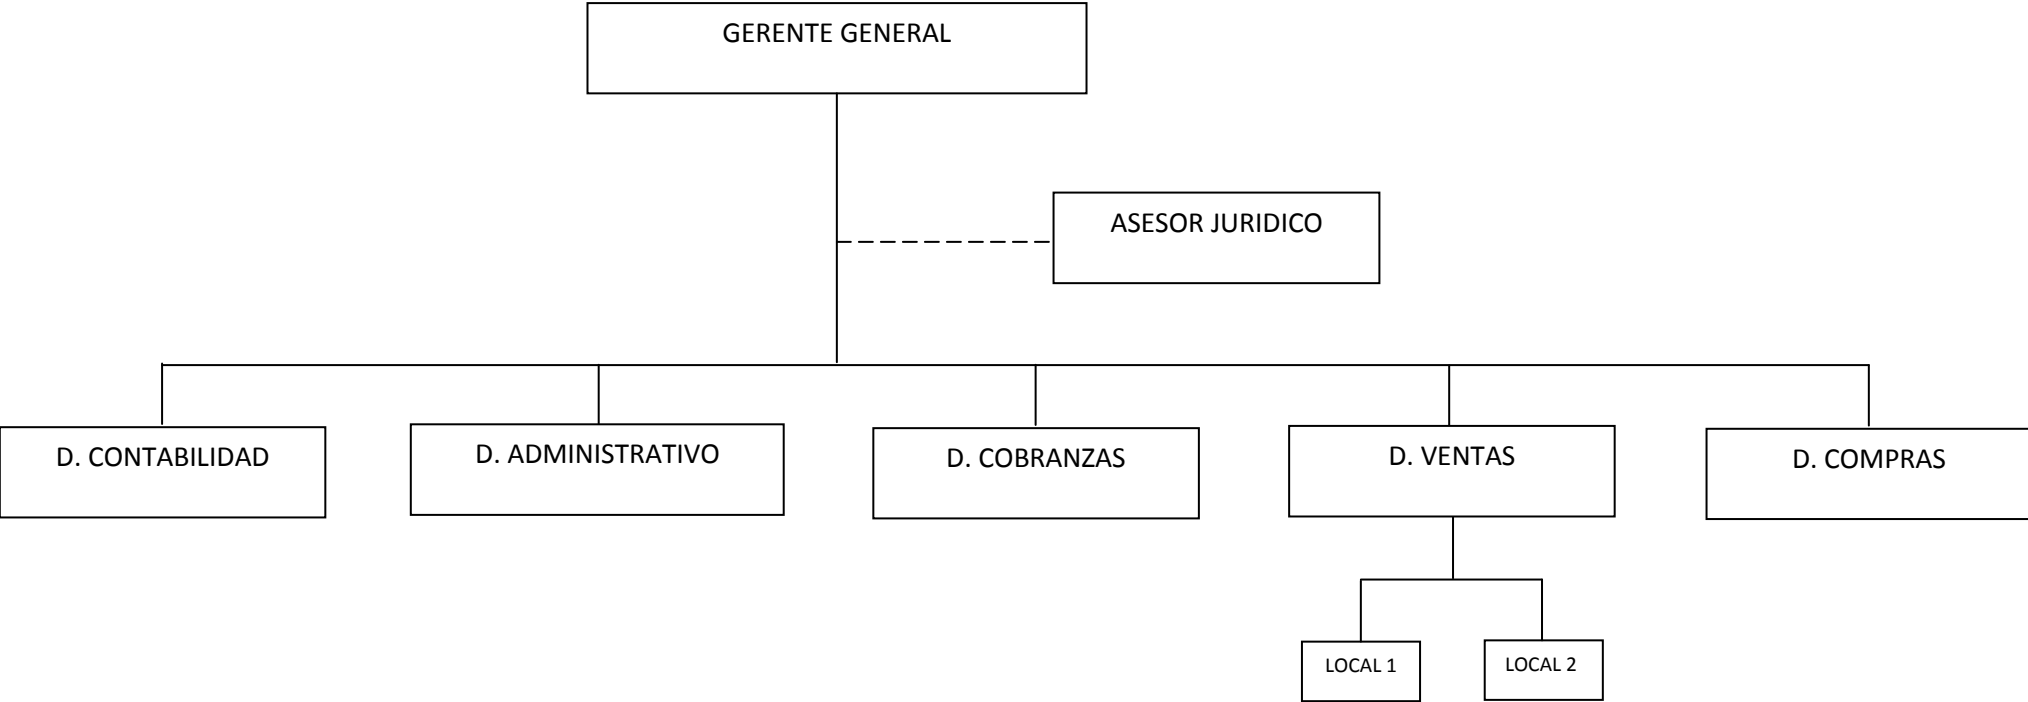 GERENTE GENERAL
ASESOR JURIDICO
D. CONTABILIDAD
D. ADMINISTRATIVO
D. COBRANZAS
D. VENTAS
D. COMPRAS
LOCAL 1
LOCAL 2